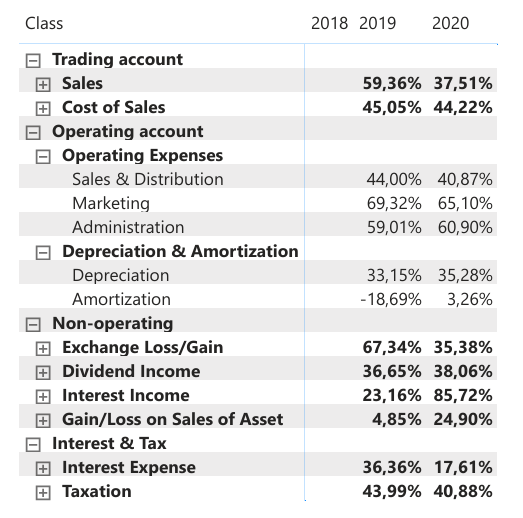 Class 2018 2019 2020
Trading account
Sales 59,36% 37,51%
Cost of Sales 45,05% 44,22%
Operating account
Operating Expenses
Sales & Distribution 44,00% 40,87%
Marketing 69,32% 65,10%
Administration 59,01% 60,90%
Depreciation & Amortization
Depreciation 33,15% 35,28%
Amortization -18,69% 3,26%
Non-operating
Exchange Loss/Gain 67,34% 35,38%
Dividend Income 36,65% 38,06%
Interest Income 23,16% 85,72%
Gain/Loss on Sales of Asset 4,85% 24,90%
Interest & Tax
Interest Expense 36,36% 17,61%
Taxation 43,99% 40,88%